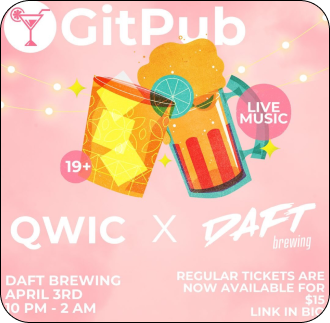 GitPub
LIVE
MUSIC
19+
QWIC X DAFT
brewing
DAFT BREWING
APRIL 3RD
10 PM - 2 AM
REGULAR TICKETS ARE
NOW AVAILABLE FOR
$15
LINK IN BIO